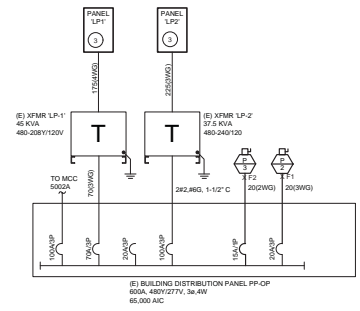 PANEL
'LP1'
3
PANEL
'LP2'
3
175(4WG)
225(3WG)
(E) XFMR 'LP-1'
45 KVA
480-208Y/120V
T
T
(E) XFMR 'LP-2'
37.5 KVA
480-240/120
P
3
F2
P
2
F1
TO MCC
5002A
70(3WG)
2#2,#6G, 1-1/2" C
20(2WG)
20(3WG)
100A/3P
70A/3P
20A/3P
100A/3P
15A/1P
20A/3P
(E) BUILDING DISTRIBUTION PANEL PP-OP
600A, 480Y/277V, 3ø,4W
65,000 AIC